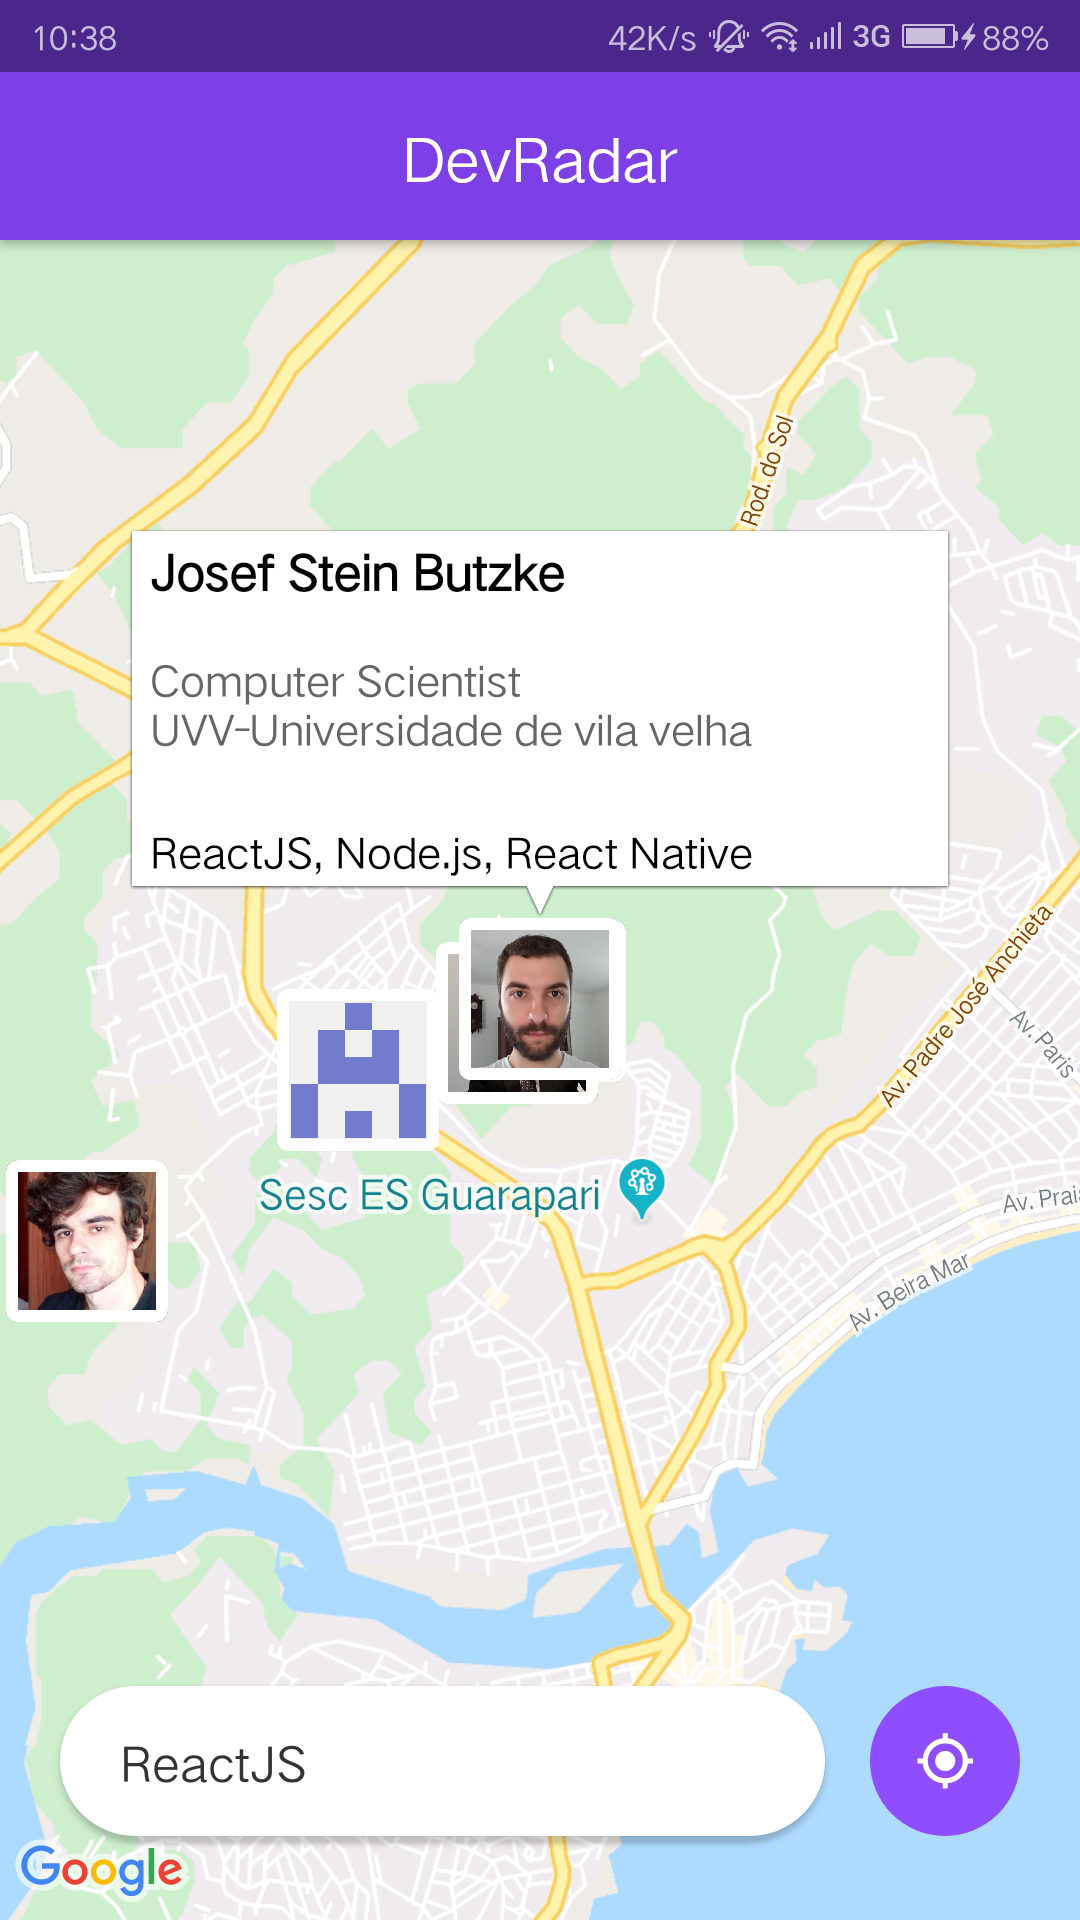 10:38
42K/s 3G 88%
DevRadar
Rod. do Sol
Josef Stein Butzke
Computer Scientist
UVV-Universidade de vila velha
ReactJS, Node.js, React Native
Av. Padre José Anchieta
Av. Paris
Sesc ES Guarapari
Av. Praia
Av. Beira Mar
ReactJS
Google